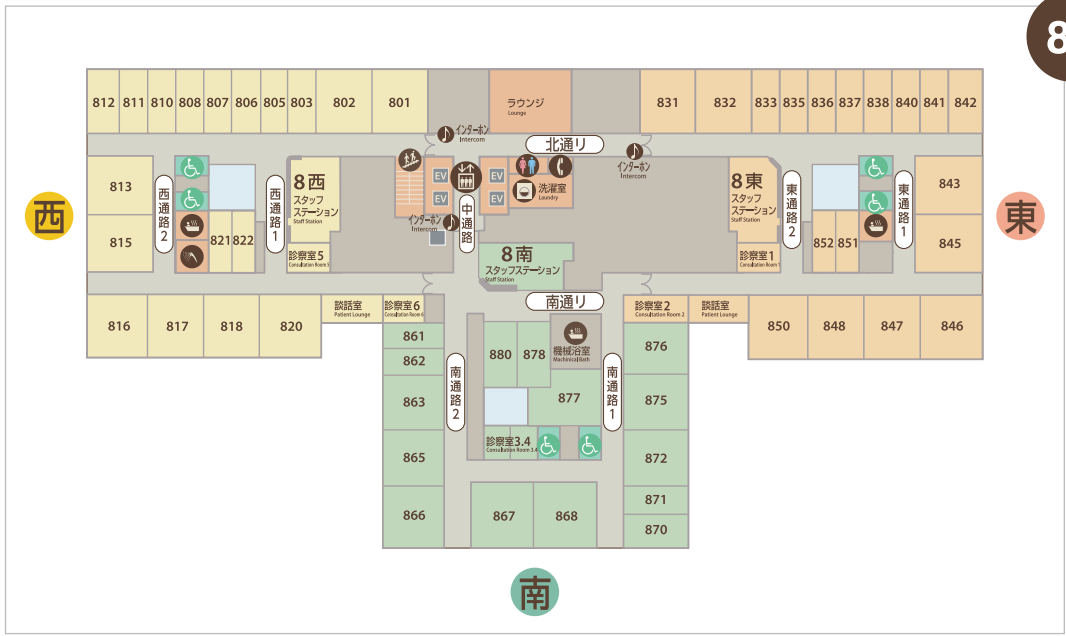 8
812
811
810
808
807
806
805
803
802
801
ラウンジ
Lounge
831
832
833
835
836
837
838
840
841
842
インターホン
Intercom
北通り
インターホン
Intercom
西
813
815
西通路2
821
822
西通路1
8西
スタッフ
ステーション
Staff Station
診察室5
Consultation Room 5
EV
EV
EV
EV
洗濯室
Laundry
インターホン
Intercom
中通路
8南
スタッフステーション
Staff Station
8東
スタッフ
ステーション
Staff Station
診察室1
Consultation Room 1
東通路2
852
851
東通路1
843
845
東
816
817
818
820
談話室
Patient Lounge
診察室6
Consultation Room 6
南通り
診察室2
Consultation Room 2
談話室
Patient Lounge
850
848
847
846
861
862
863
865
866
南通路2
880
878
機械浴室
Machinical Bath
877
診察室3.4
Consultation Room 3.4
南通路1
876
875
872
871
870
867
868
南